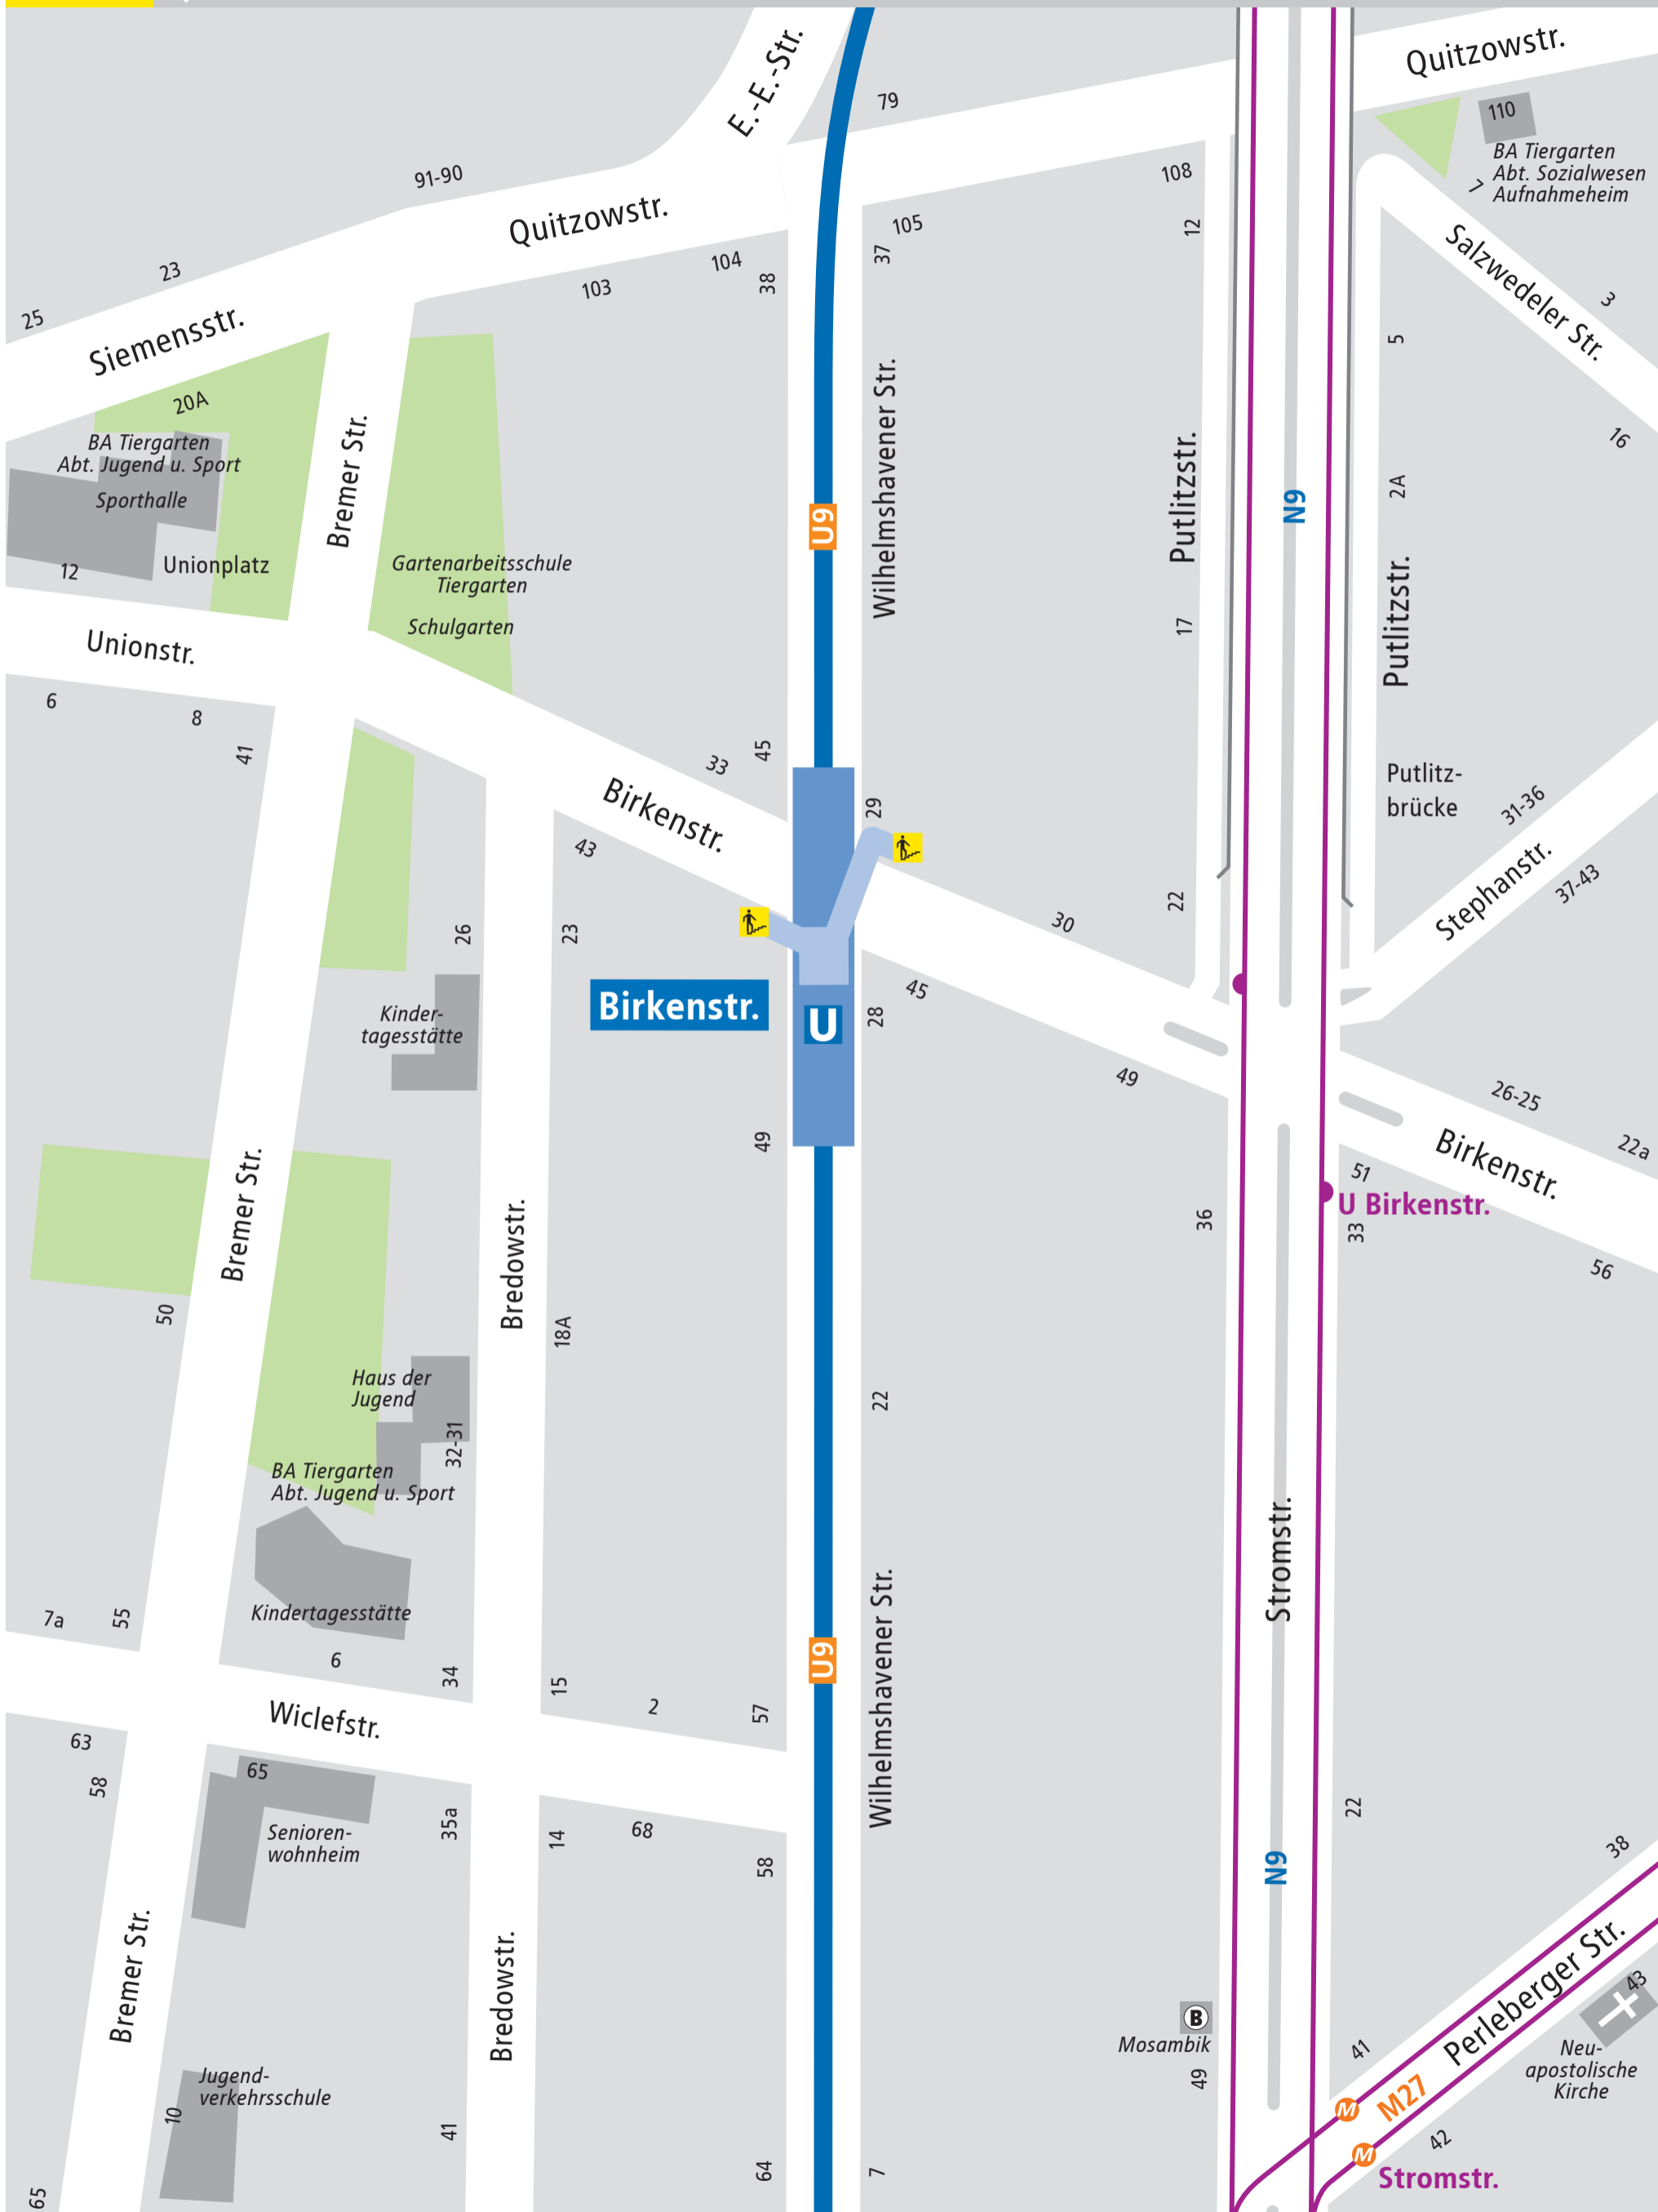 E.-E.-Str.
79
Quitzowstr.
110
BA Tiergarten
Abt. Sozialwesen
Aufnahmeheim
7
91-90
Quitzowstr.
108
12
105
37
104
38
103
23
25
Siemensstr.
Salzwedeler Str.
3
5
16
20A
BA Tiergarten
Abt. Jugend u. Sport
Sporthalle
Unionplatz
12
Bremer Str.
Gartenarbeitsschule
Tiergarten
Schulgarten
U9
Wilhelmshavener Str.
Putlitzstr.
N9
2A
Putlitzstr.
17
Unionstr.
6
8
41
33
45
29
Birkenstr.
43
Putlitz-
brücke
31-36
Stephanstr.
37-43
22
30
26
23
Birkenstr.
U
28
45
49
Kinder-
tagesstätte
26-25
22a
Birkenstr.
51
U Birkenstr.
33
36
56
49
Bremer Str.
Bredowstr.
50
18A
Haus der
Jugend
32-31
BA Tiergarten
Abt. Jugend u. Sport
22
Stromstr.
Kindertagesstätte
7a
55
6
34
15
2
57
U9
Wilhelmshavener Str.
Wiclefstr.
63
58
65
Senioren-
wohnheim
35a
14
68
58
22
N9
38
Perleberger Str.
43
Neu-
apostolische
Kirche
Bremer Str.
Bredowstr.
B
Mosambik
49
41
M
M27
M
42
Stromstr.
Jugend-
verkehrsschule
10
41
64
7
65